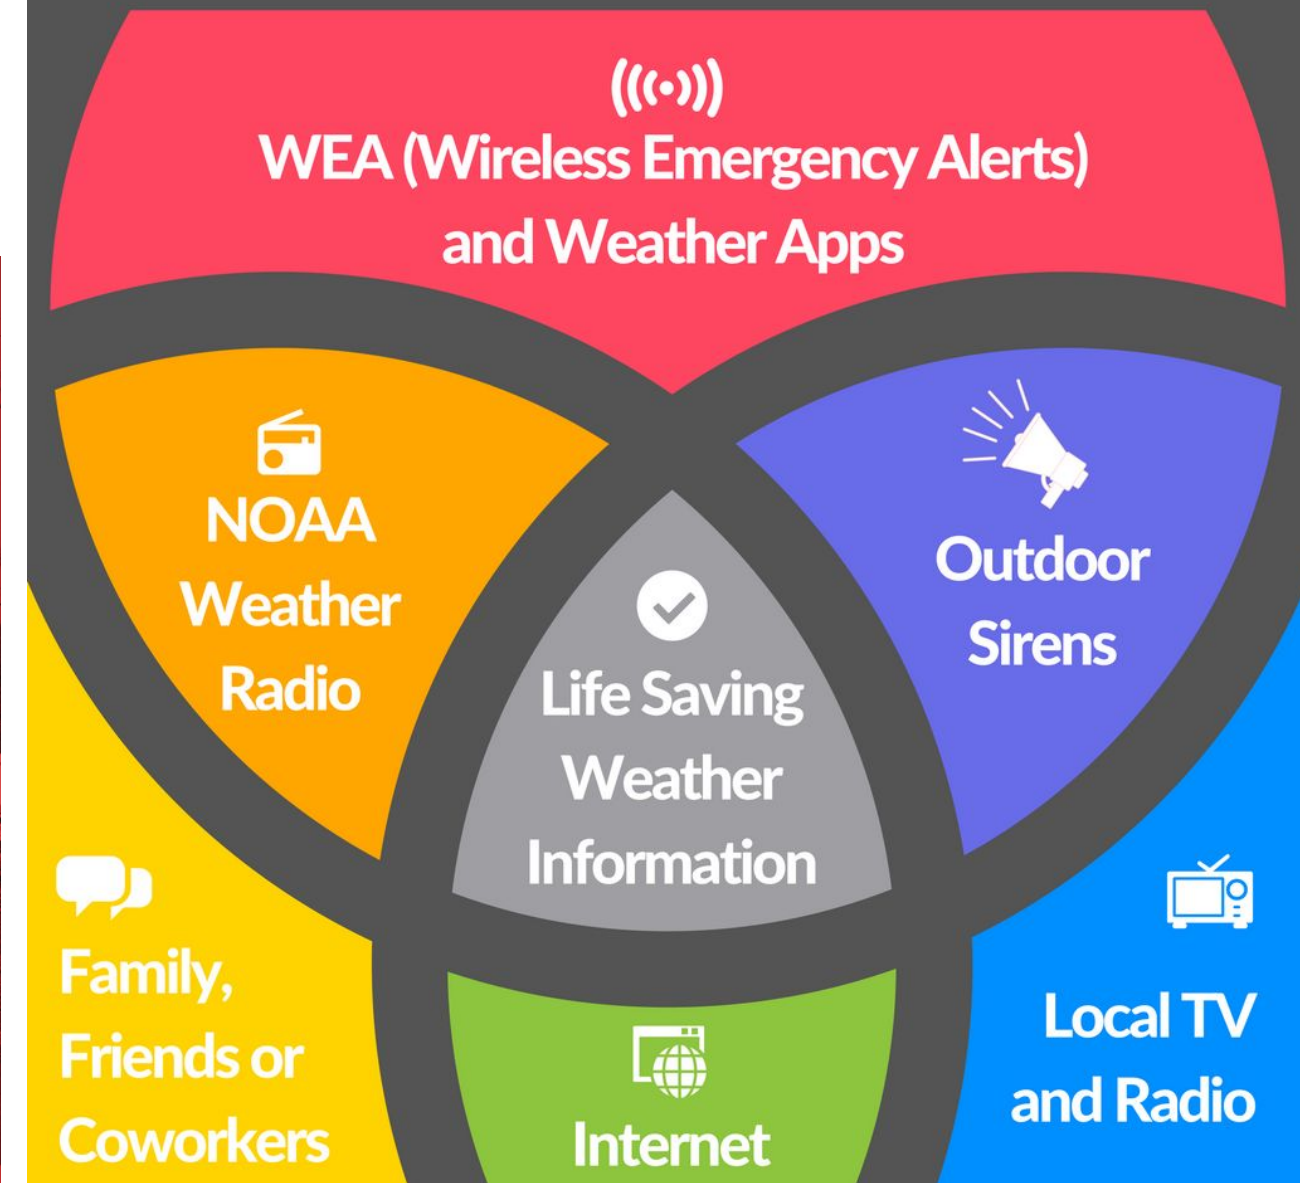 WEA (Wireless Emergency Alerts)
and Weather Apps
NOAA
Weather
Radio
Outdoor
Sirens
Life Saving
Weather
Information
Family,
Friends or
Coworkers
Internet
Local TV
and Radio